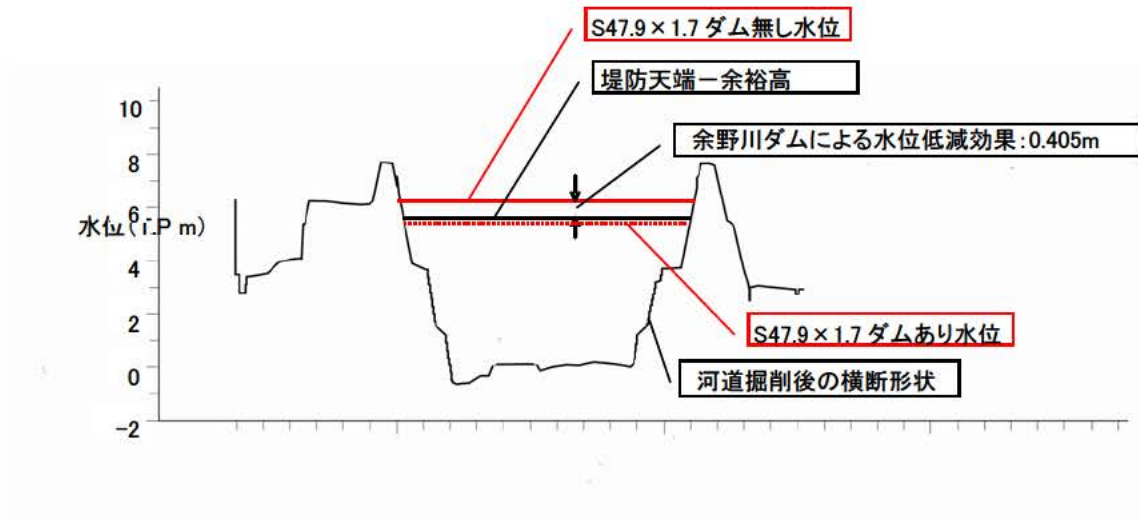 S47.9×1.7 ダム無し水位
堤防天端－余裕高
余野川ダムによる水位低減効果：0.405m
10
8
6
水位（T.P m）
4
2
0
-2
S47.9×1.7 ダムあり水位
河道掘削後の横断形状